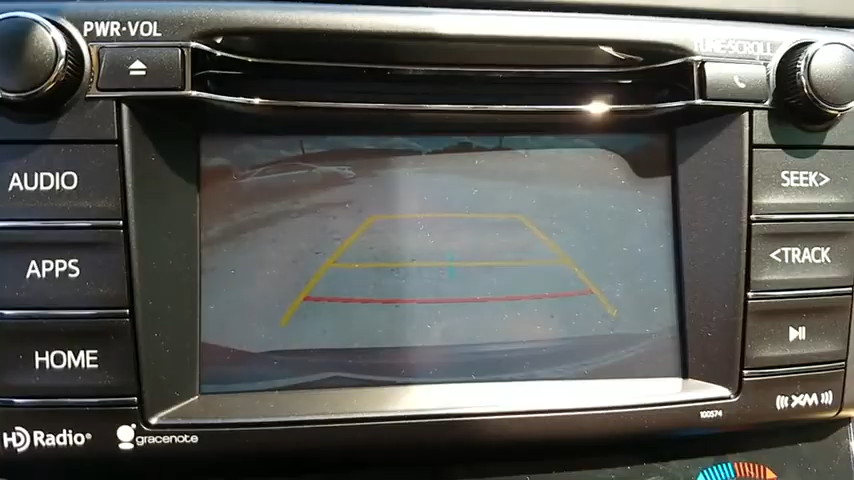 PWR·VOL
TUNE·SCROLL
AUDIO
SEEK>
APPS
<TRACK
HOME
((XM))
100574
HD Radio®
gracenote